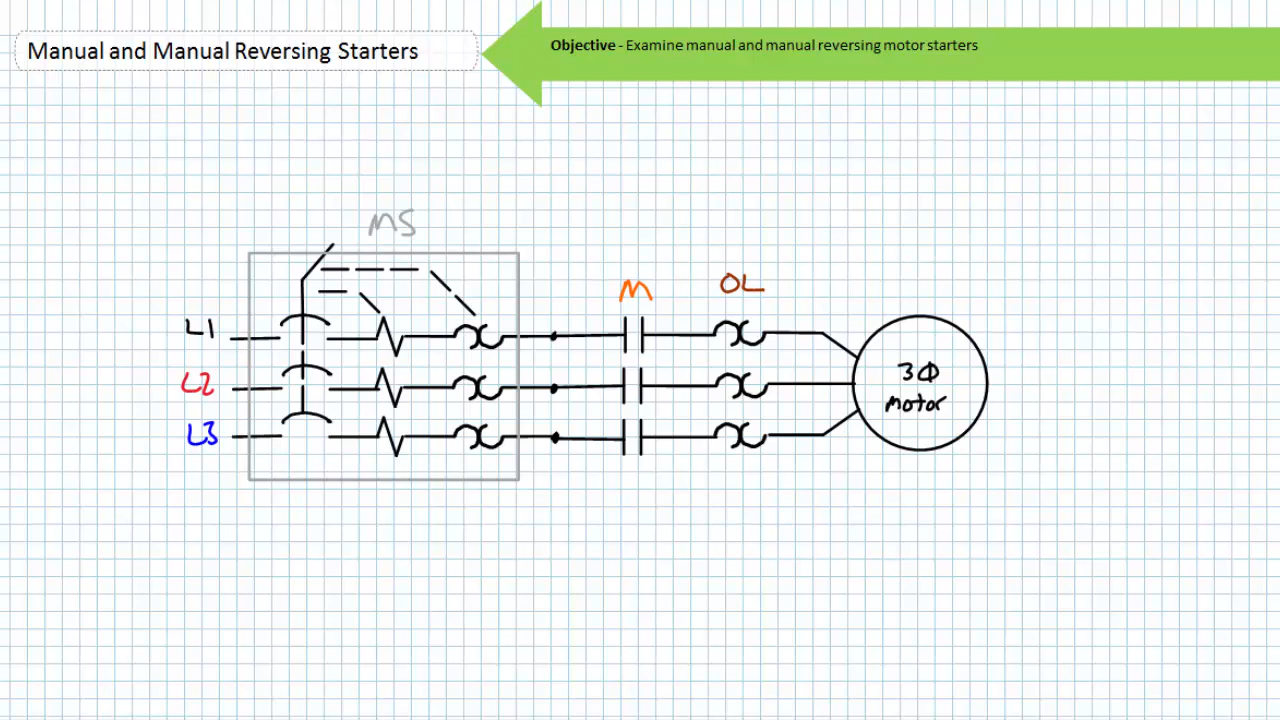 Manual and Manual Reversing Starters
Objective - Examine manual and manual reversing motor starters
MS
M
OL
L1
L2
L3
3Φ
motor